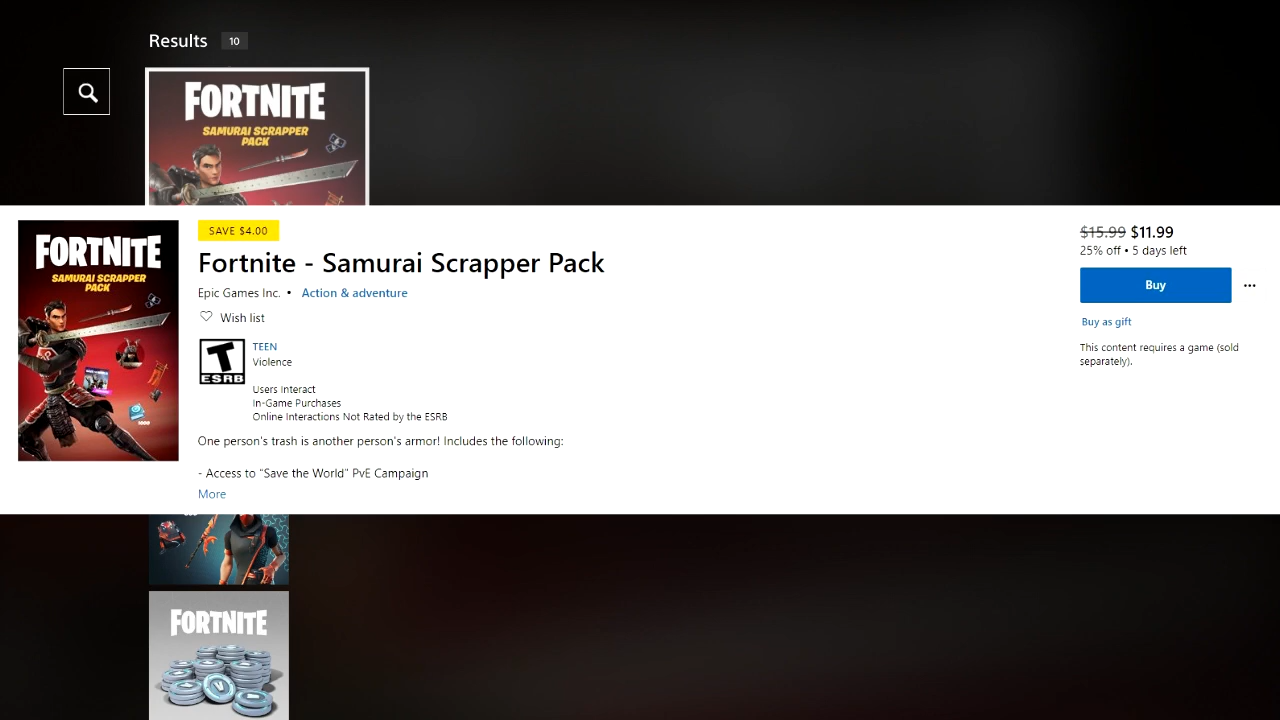 Results 10
FORTNITE
SAMURAI SCRAPPER
PACK
FORTNITE
SAMURAI SCRAPPER
PACK
1000
SAVE $4.00
Fortnite - Samurai Scrapper Pack
Epic Games Inc. • Action & adventure
Wish list
T
ESRB
TEEN
Violence
Users Interact
In-Game Purchases
Online Interactions Not Rated by the ESRB
One person's trash is another person's armor! Includes the following:
- Access to "Save the World" PvE Campaign
More
$15.99 $11.99
25% off • 5 days left
Buy
Buy as gift
This content requires a game (sold
separately).
FORTNITE
V